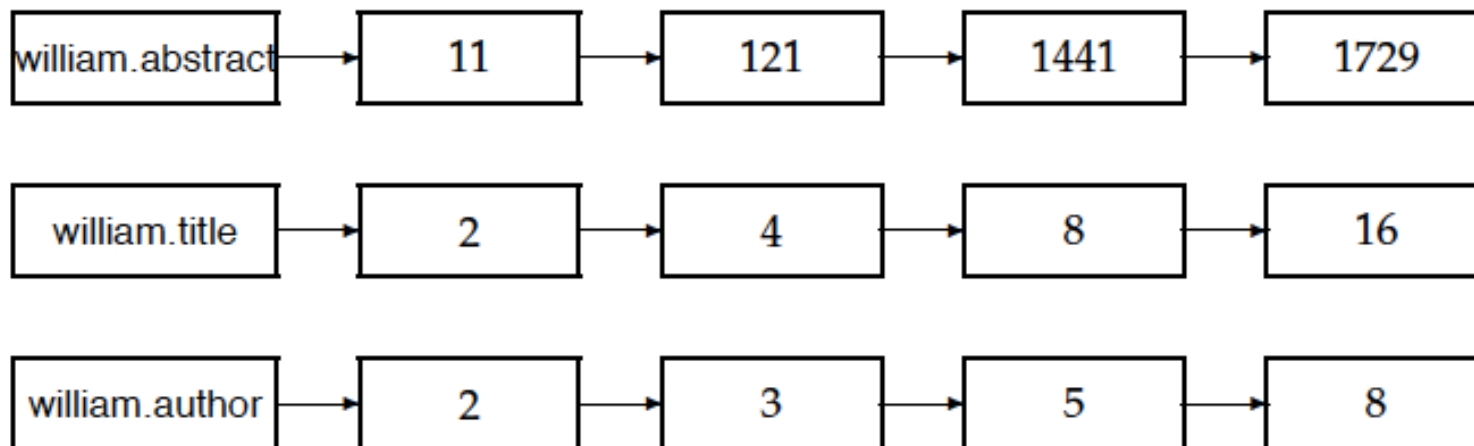 william.abstract 11 121 1441 1729
william.title 2 4 8 16
william.author 2 3 5 8